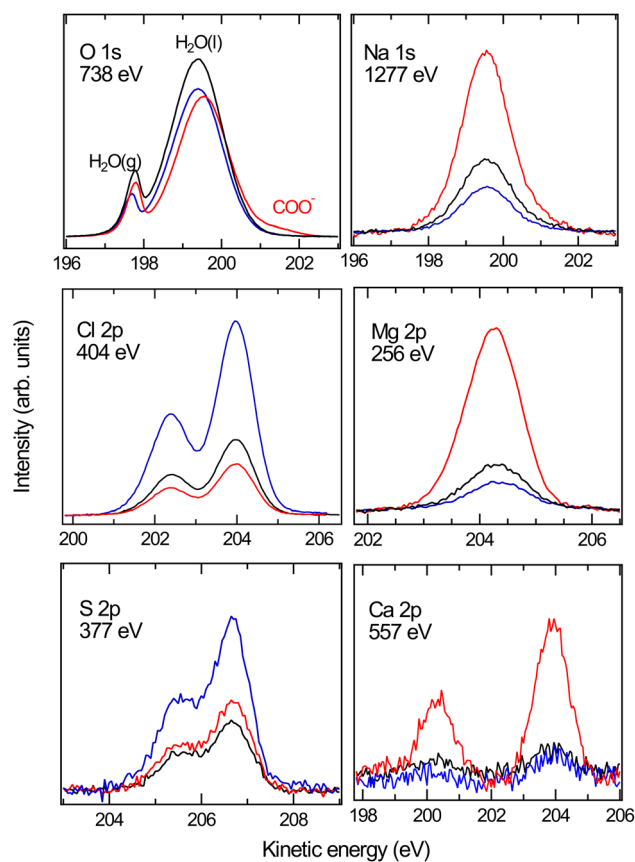 O 1s
738 eV
H₂O(l)
H₂O(g)
COO⁻
196 198 200 202
Na 1s
1277 eV
196 198 200 202
Intensity (arb. units)
Cl 2p
404 eV
200 202 204 206
Mg 2p
256 eV
202 204 206
S 2p
377 eV
204 206 208
Ca 2p
557 eV
198 200 202 204 206
Kinetic energy (eV)